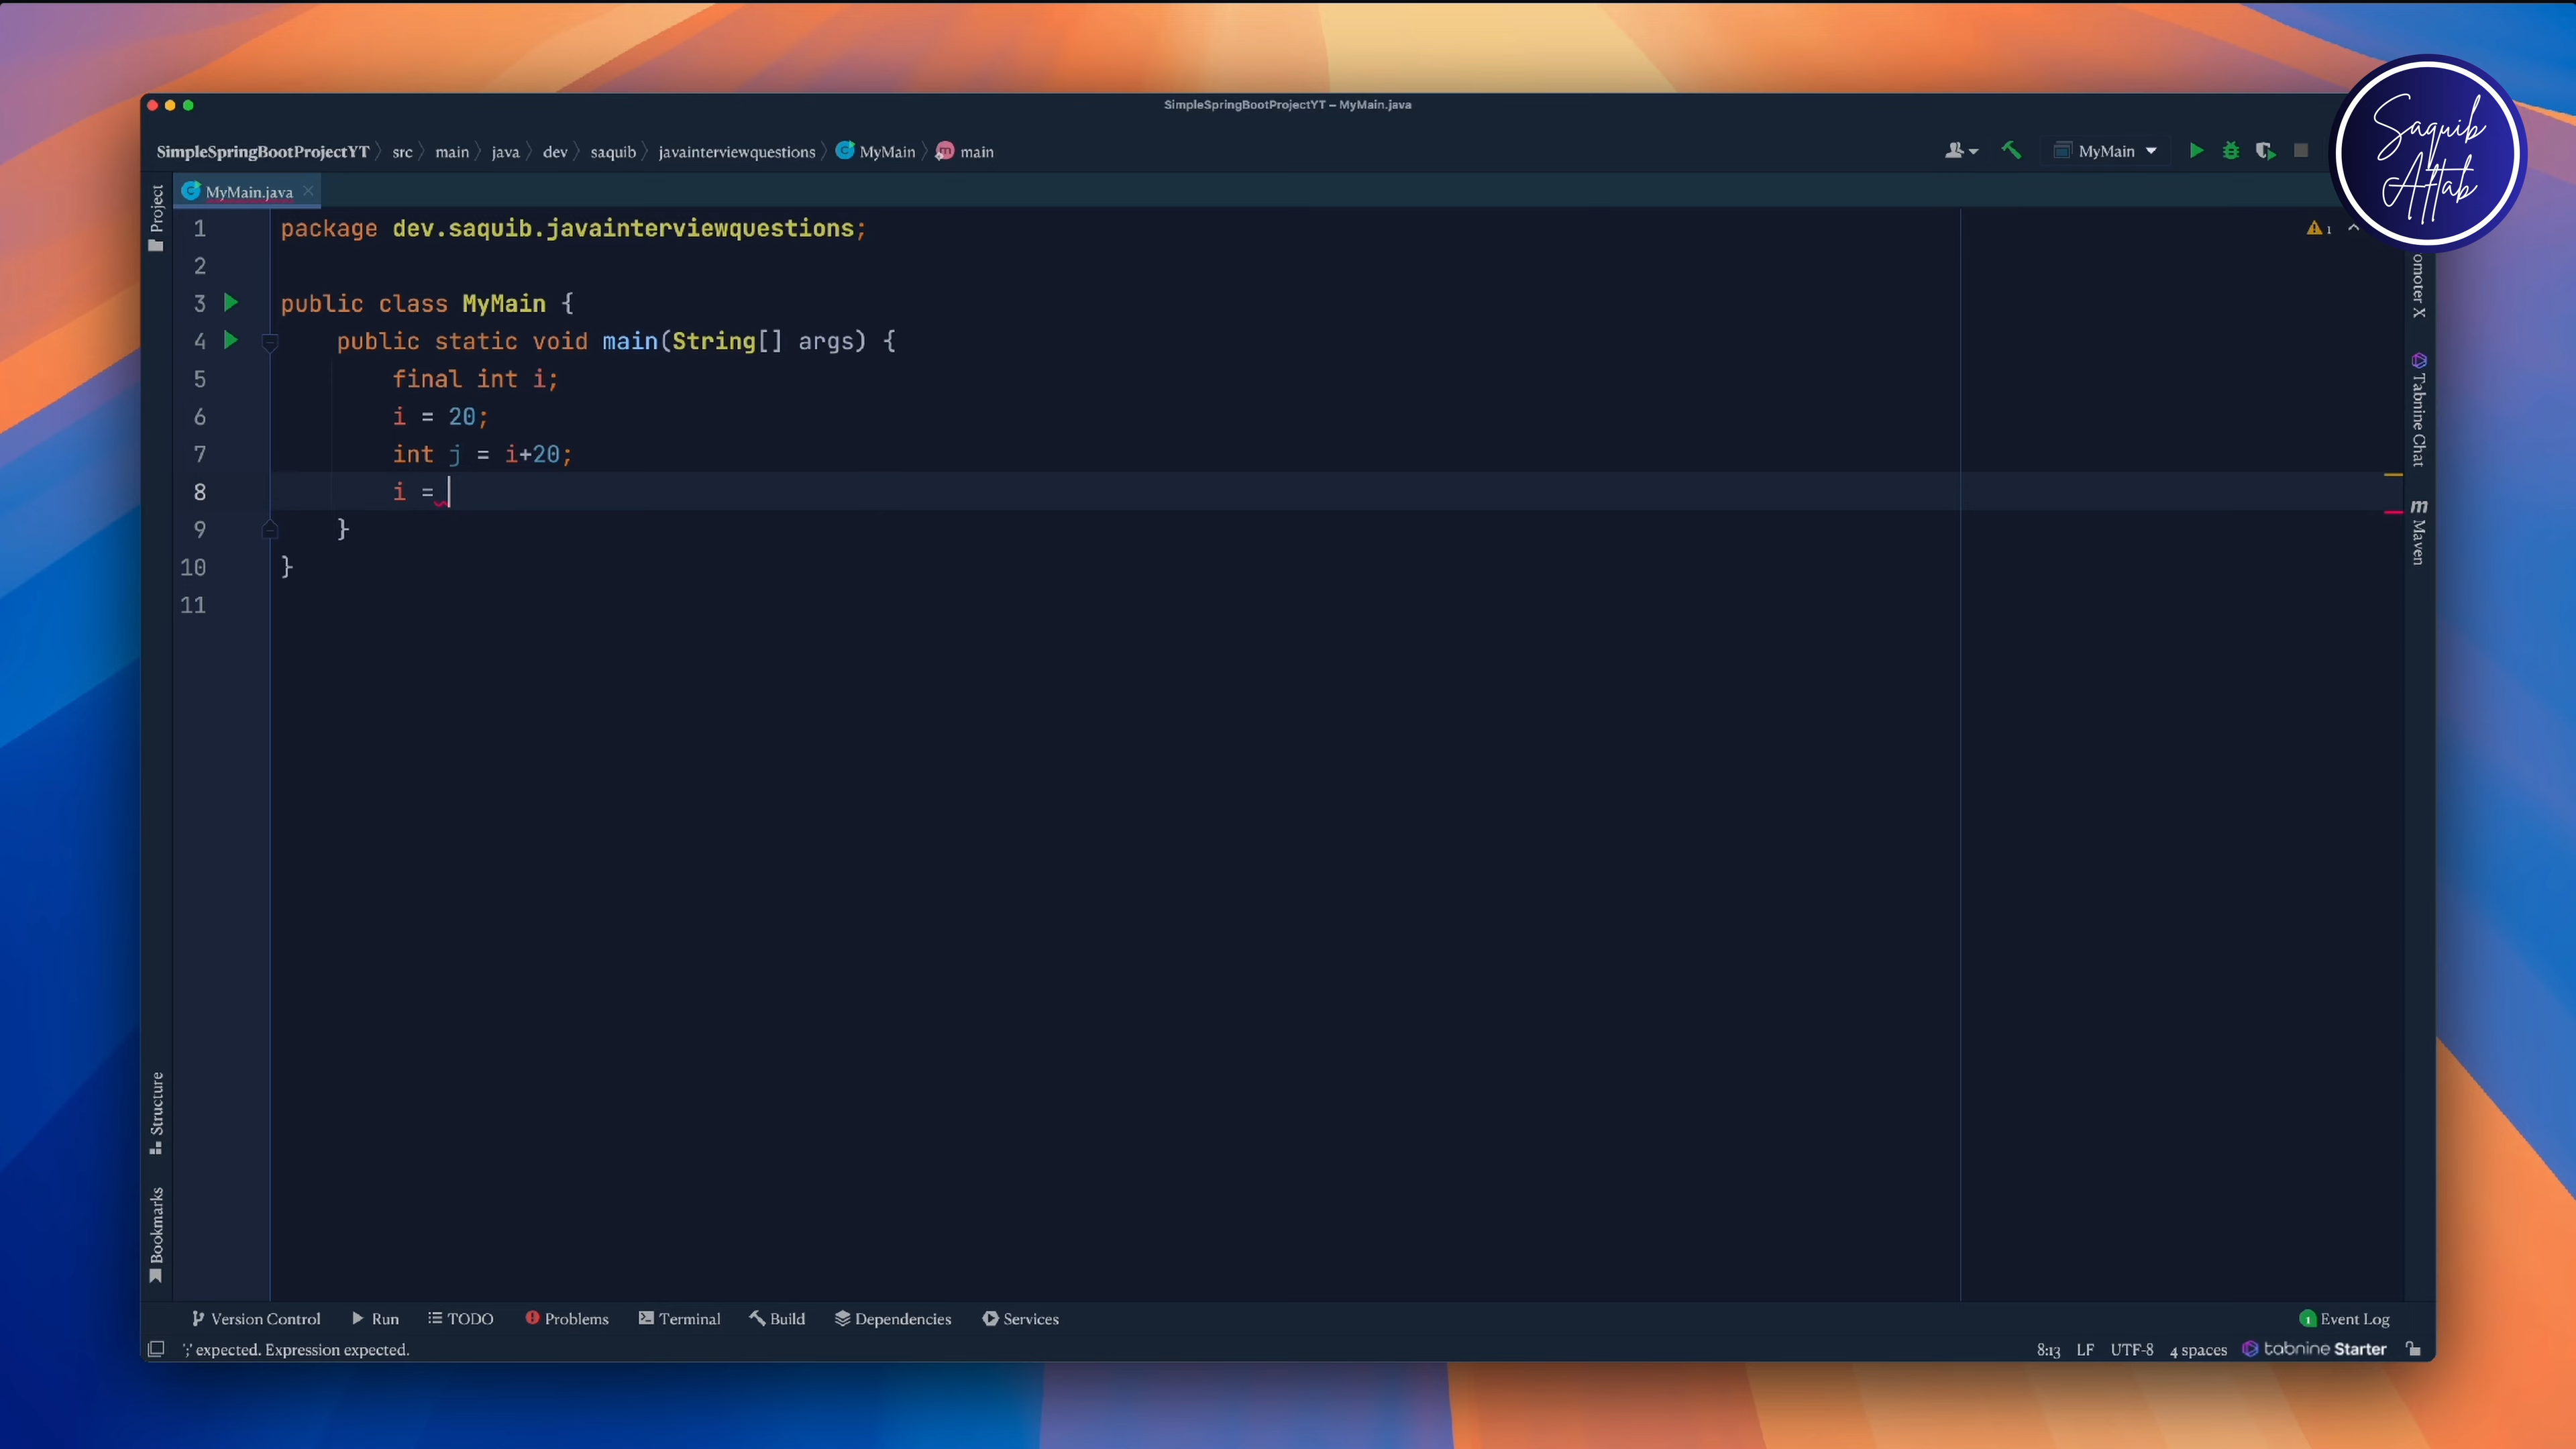 SimpleSpringBootProjectYT – MyMain.java
Saquib
Aftab
SimpleSpringBootProjectYT 〉 src 〉 main 〉 java 〉 dev 〉 saquib 〉 javainterviewquestions 〉 MyMain 〉 main
MyMain
Project
MyMain.java
1 package dev.saquib.javainterviewquestions;
1
2
3 public class MyMain {
4 public static void main(String[] args) {
5 final int i;
6 i = 20;
7 int j = i+20;
8 i =
9 }
10 }
11
omoter X
Tabnine Chat
Maven
Structure
Bookmarks
Version Control Run TODO Problems Terminal Build Dependencies Services
1 Event Log
';' expected. Expression expected.
8:13 LF UTF-8 4 spaces tabnine Starter